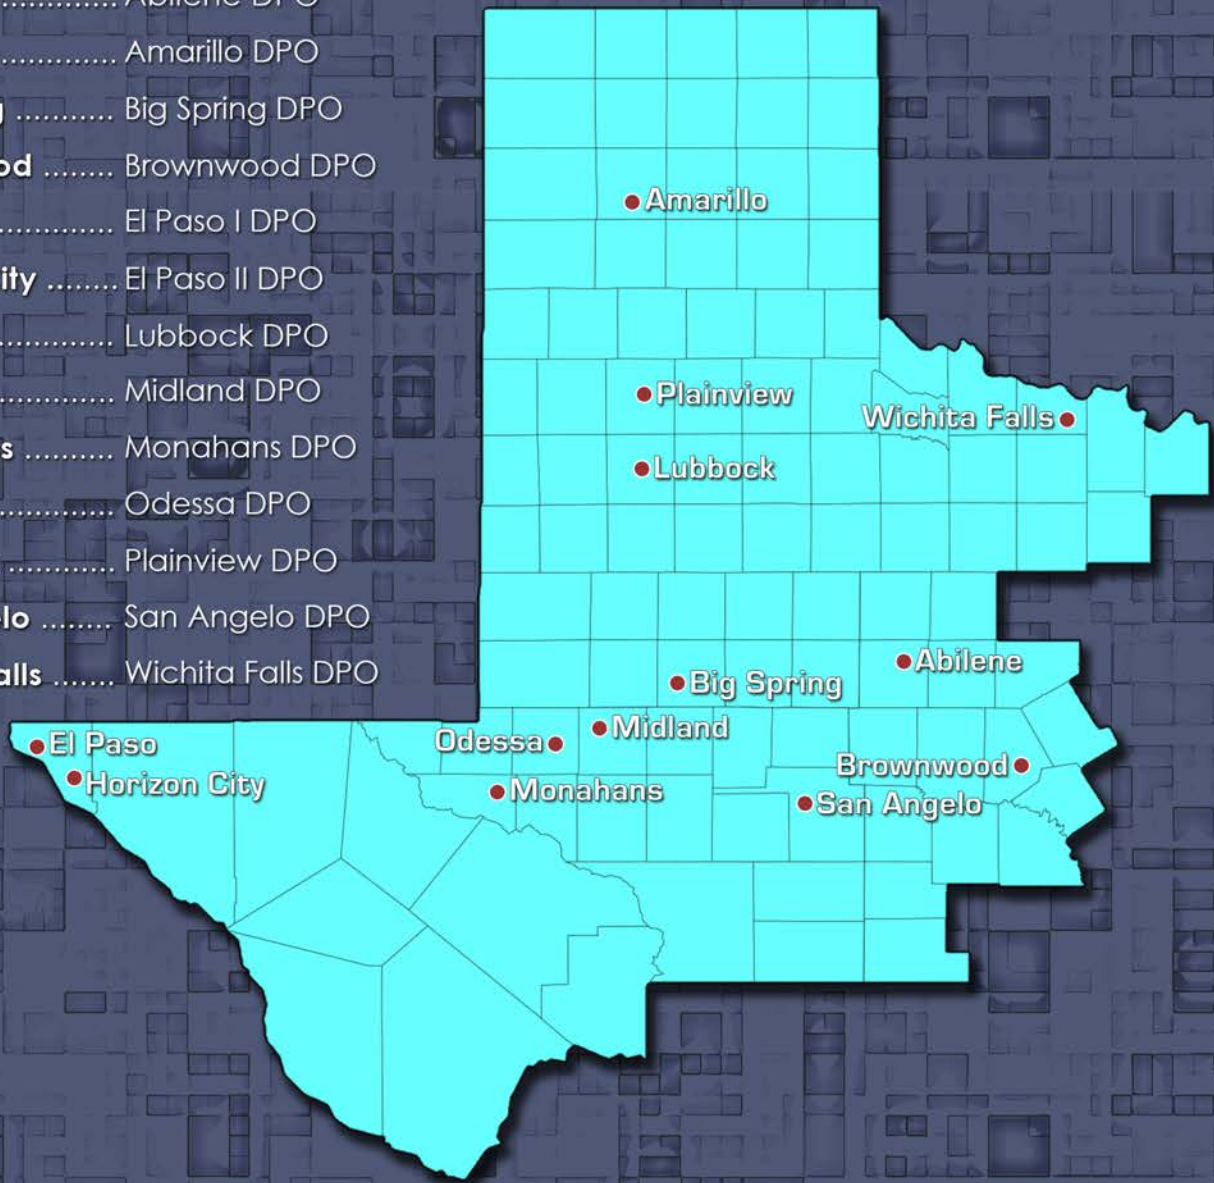 ............. Abilene DPO
............. Amarillo DPO
g ........... Big Spring DPO
od ........ Brownwood DPO
............. El Paso I DPO
ity ........ El Paso II DPO
............. Lubbock DPO
............. Midland DPO
s .......... Monahans DPO
............. Odessa DPO
............ Plainview DPO
lo ........ San Angelo DPO
alls ....... Wichita Falls DPO
Amarillo
Plainview
Wichita Falls
Lubbock
Abilene
Big Spring
Midland
Odessa
El Paso
Brownwood
Horizon City
Monahans
San Angelo